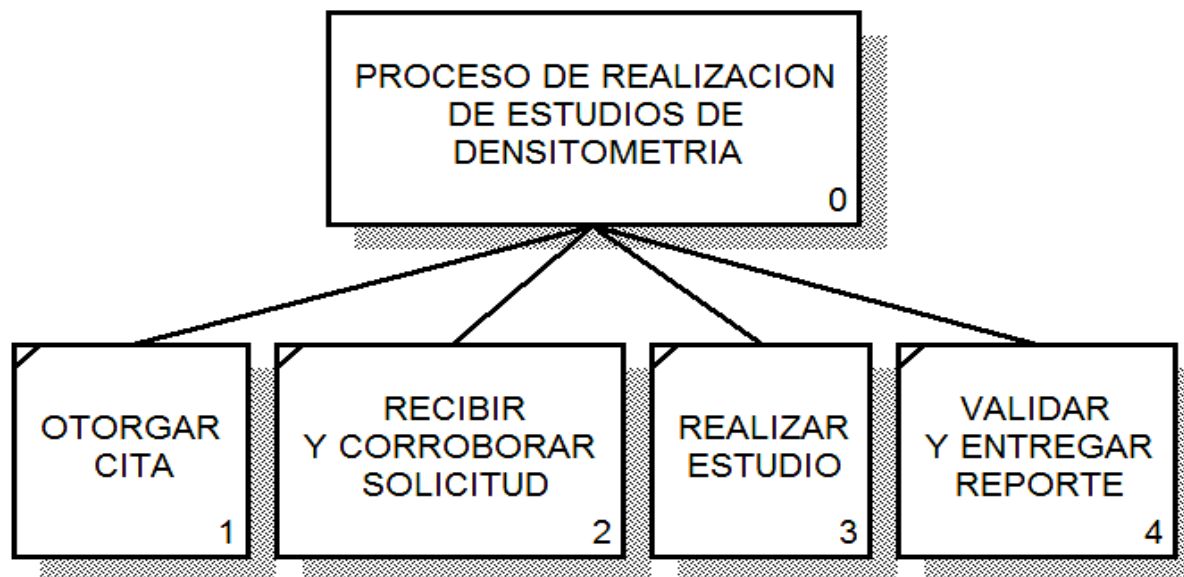 PROCESO DE REALIZACION
DE ESTUDIOS DE
DENSITOMETRIA
0
OTORGAR
CITA
1
RECIBIR
Y CORROBORAR
SOLICITUD
2
REALIZAR
ESTUDIO
3
VALIDAR
Y ENTREGAR
REPORTE
4